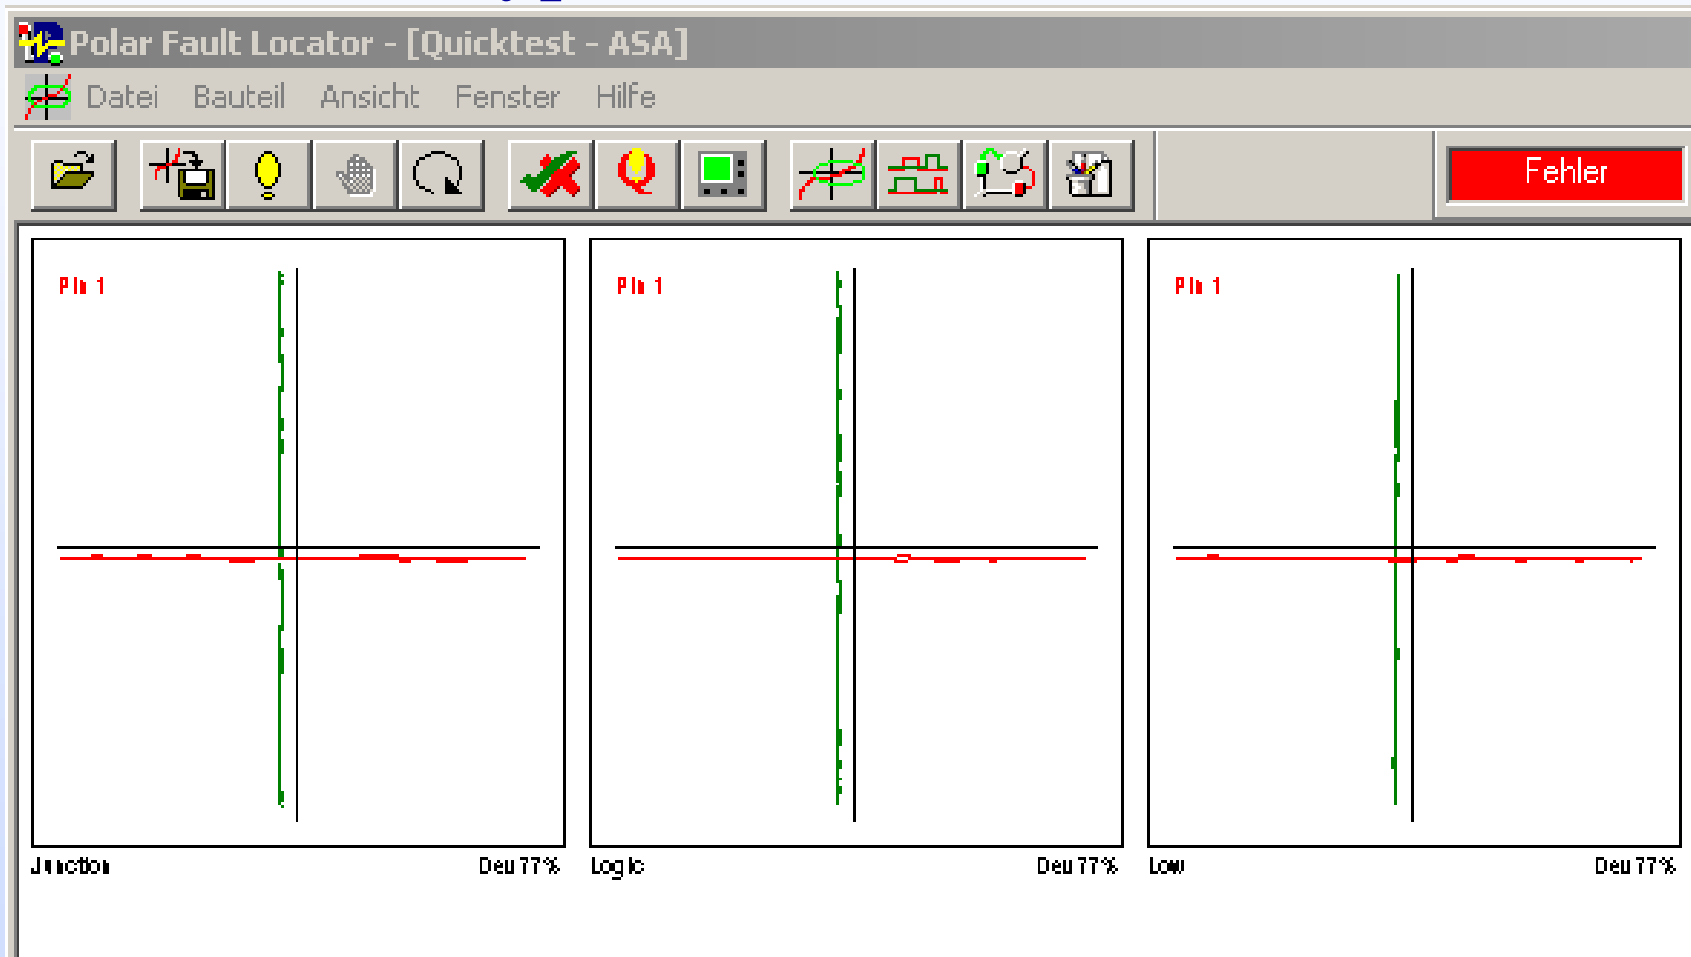 Polar Fault Locator - [Quicktest - ASA]
Datei Bauteil Ansicht Fenster Hilfe
Fehler
Pin 1
Pin 1
Pin 1
Junction Dev 77%
Logic Dev 77%
Low Dev 77%